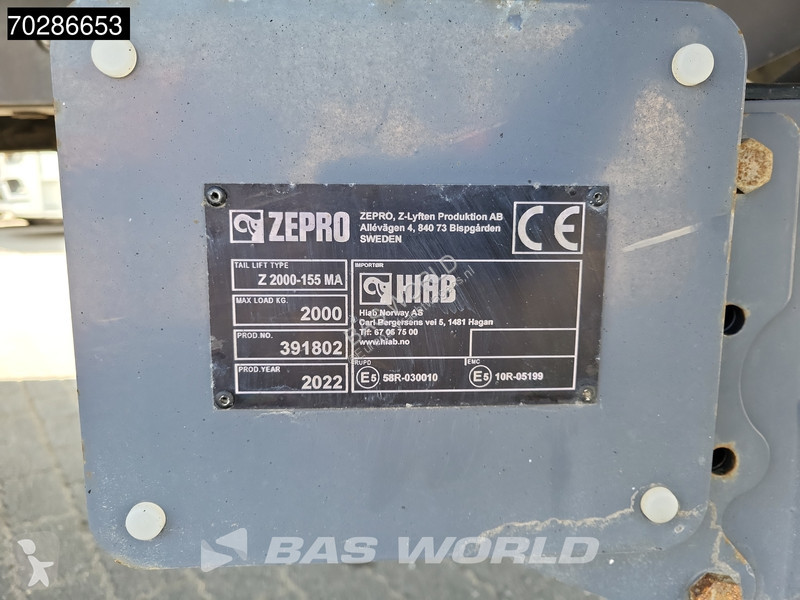 70286653
ZEPRO
ZEPRO, Z-Lyften Produktion AB
Allévägen 4, 840 73 Bispgården
SWEDEN
CE
TAIL LIFT TYPE
Z 2000-155 MA
MAX LOAD KG.
2000
PROD.NO.
391802
PROD.YEAR
2022
IMPORTØR
HIAB
Hiab Norway AS
Carl Bergersens vei 5, 1481 Hagan
Tlf: 67 06 75 00
www.hiab.no
RUPD
E5 58R-030010
EMC
E5 10R-05199
BAS WORLD